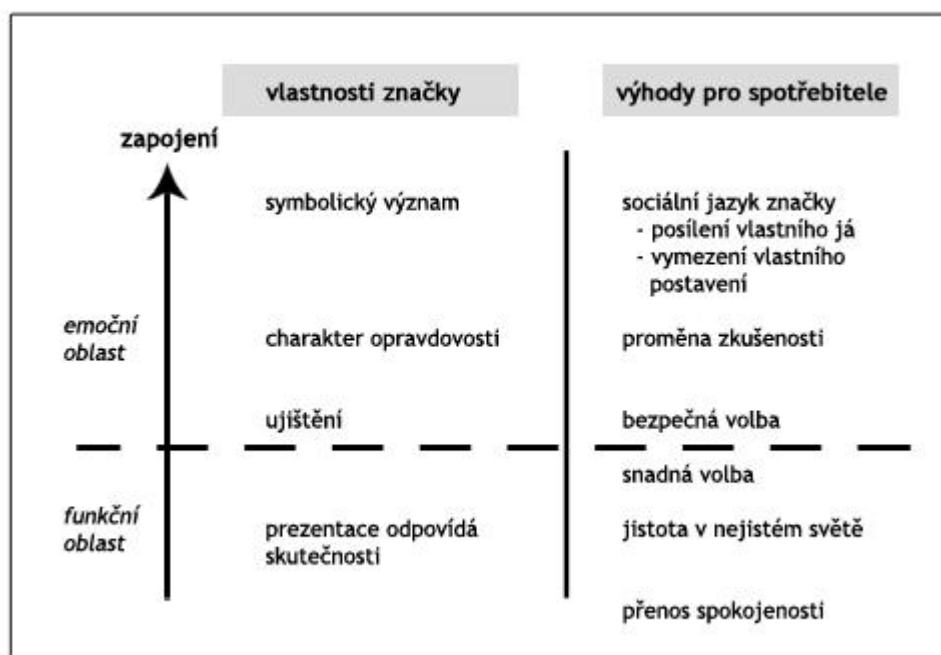 vlastnosti značky
výhody pro spotřebitele
zapojení
symbolický význam
sociální jazyk značky
- posílení vlastního já
- vymezení vlastního
postavení
emoční
oblast
charakter opravdovosti
proměna zkušenosti
ujištění
bezpečná volba
snadná volba
funkční
oblast
prezentace odpovídá
skutečnosti
jistota v nejistém světě
přenos spokojenosti